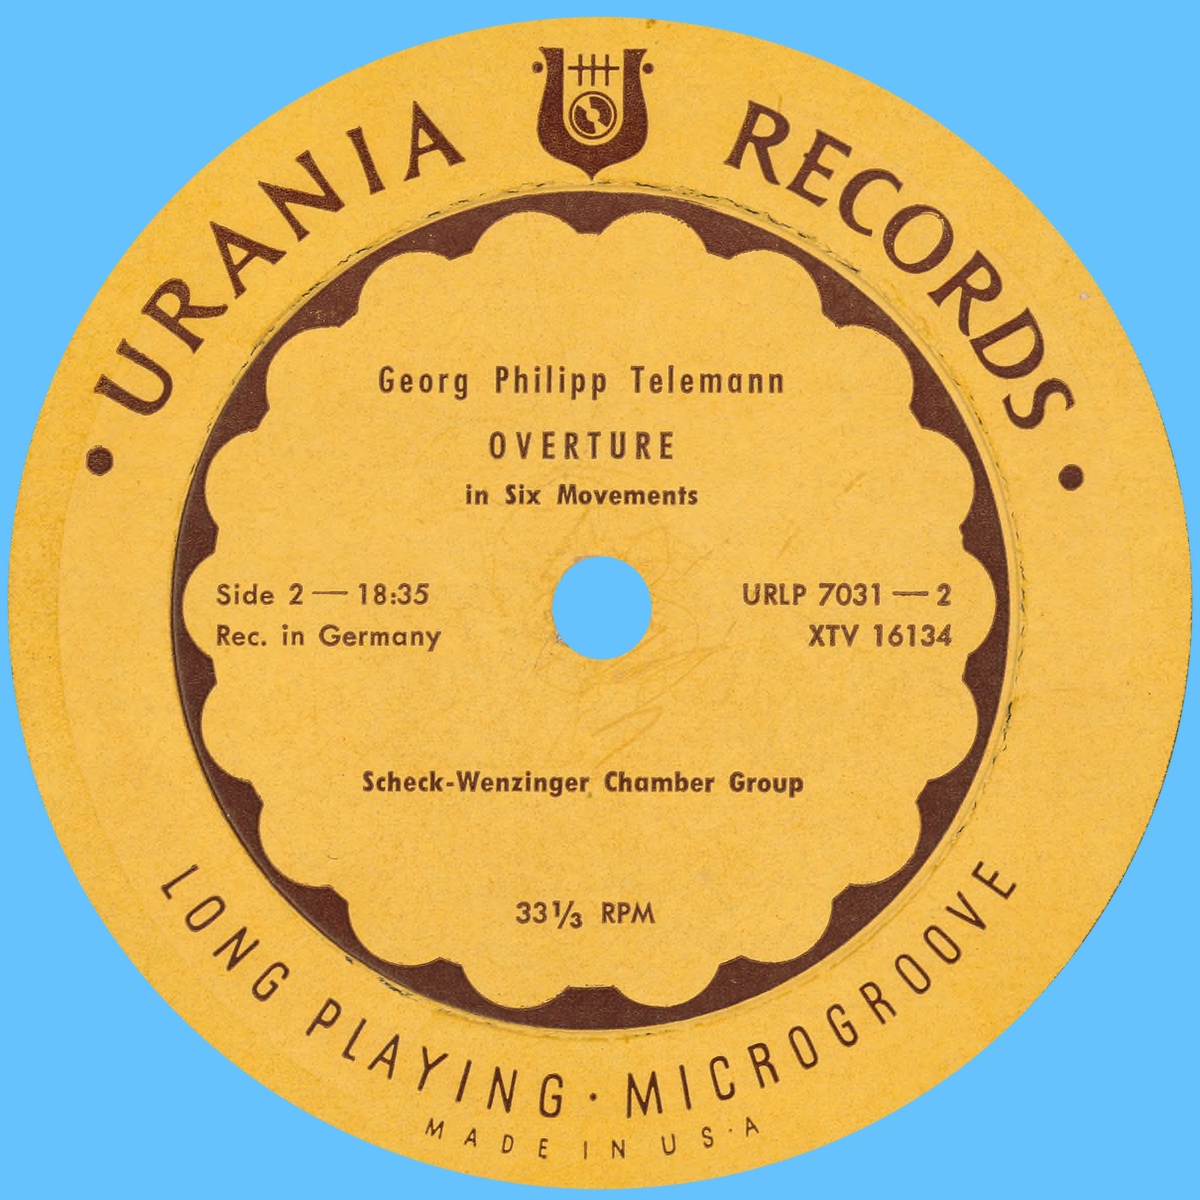 • URANIA RECORDS •
Georg Philipp Telemann
OVERTURE
in Six Movements
Side 2 — 18:35
Rec. in Germany
URLP 7031 — 2
XTV 16134
Scheck-Wenzinger Chamber Group
33⅓ RPM
LONG PLAYING · MICROGROOVE
MADE IN U S · A